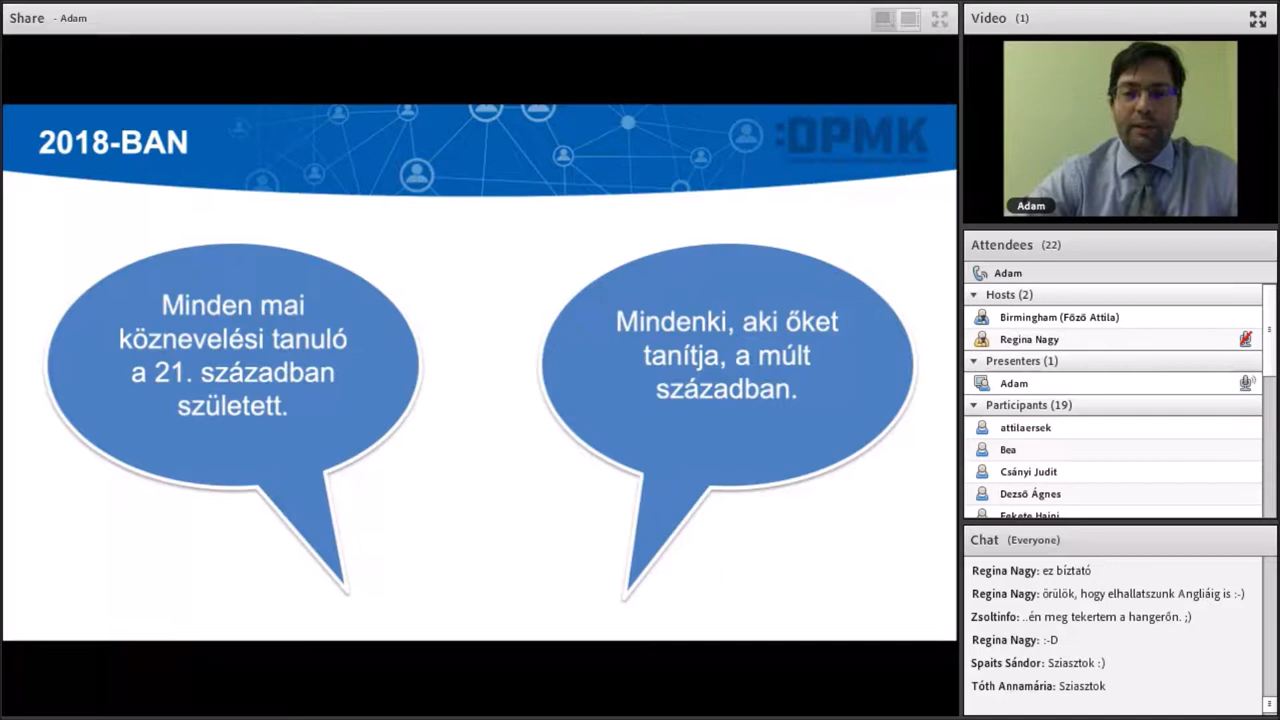 Share - Adam
2018-BAN
:OPMK
Minden mai
köznevelési tanuló
a 21. században
született.
Mindenki, aki őket
tanítja, a múlt
században.
Video (1)
Adam
Attendees (22)
Adam
Hosts (2)
Birmingham (Főző Attila)
Regina Nagy
Presenters (1)
Adam
Participants (19)
attilaersek
Bea
Csányi Judit
Dezső Ágnes
Fekete Hajni
Chat (Everyone)
Regina Nagy: ez bíztató
Regina Nagy: örülök, hogy elhallatszunk Angliáig is :-)
Zsoltinfo: ..én meg tekertem a hangerőn. ;)
Regina Nagy: :-D
Spaits Sándor: Sziasztok :)
Tóth Annamária: Sziasztok